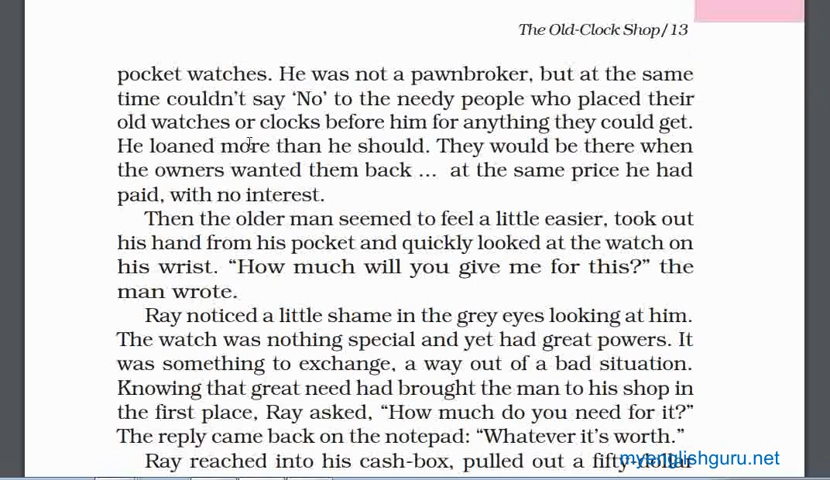 The Old-Clock Shop/13
pocket watches. He was not a pawnbroker, but at the same
time couldn't say ‘No’ to the needy people who placed their
old watches or clocks before him for anything they could get.
He loaned more than he should. They would be there when
the owners wanted them back ... at the same price he had
paid, with no interest.
Then the older man seemed to feel a little easier, took out
his hand from his pocket and quickly looked at the watch on
his wrist. “How much will you give me for this?” the
man wrote.
Ray noticed a little shame in the grey eyes looking at him.
The watch was nothing special and yet had great powers. It
was something to exchange, a way out of a bad situation.
Knowing that great need had brought the man to his shop in
the first place, Ray asked, “How much do you need for it?”
The reply came back on the notepad: “Whatever it's worth.”
Ray reached into his cash-box, pulled out a fifty-dollar
myenglishguru.net